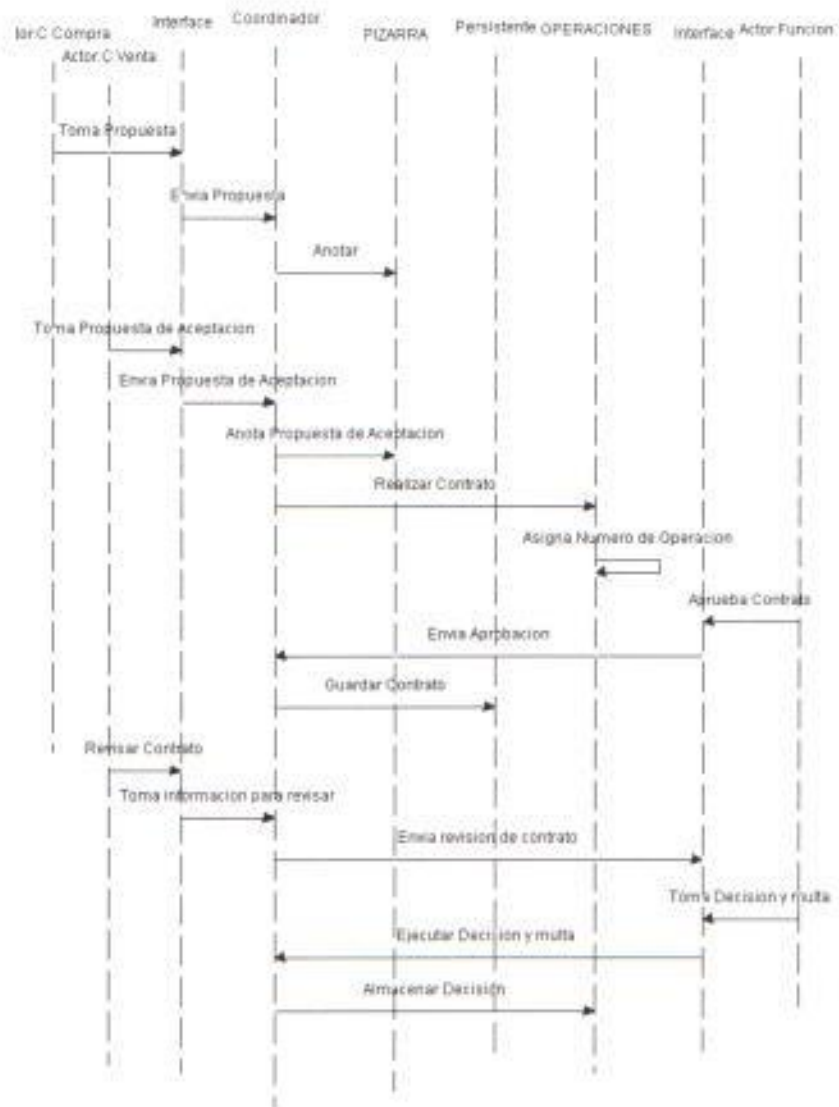 Interface
Coordinador
tor:C Compra
PIZARRA
Persistente
OPERACIONES
Interface
Actor Funcion
Actor:C Venta
Toma Propuesta
Envia Propuesta
Anotar
Toma Propuesta de Aceptacion
Envia Propuesta de Aceptacion
Anota Propuesta de Aceptacion
Realizar Contrato
Asigna Numero de Operacion
Aprueba Contrato
Envia Aprobacion
Guardar Contrato
Revisar Contrato
Toma informacion para revisar
Envia revision de contrato
Toma Decision y multa
Ejecutar Decision y multa
Almacenar Decisión